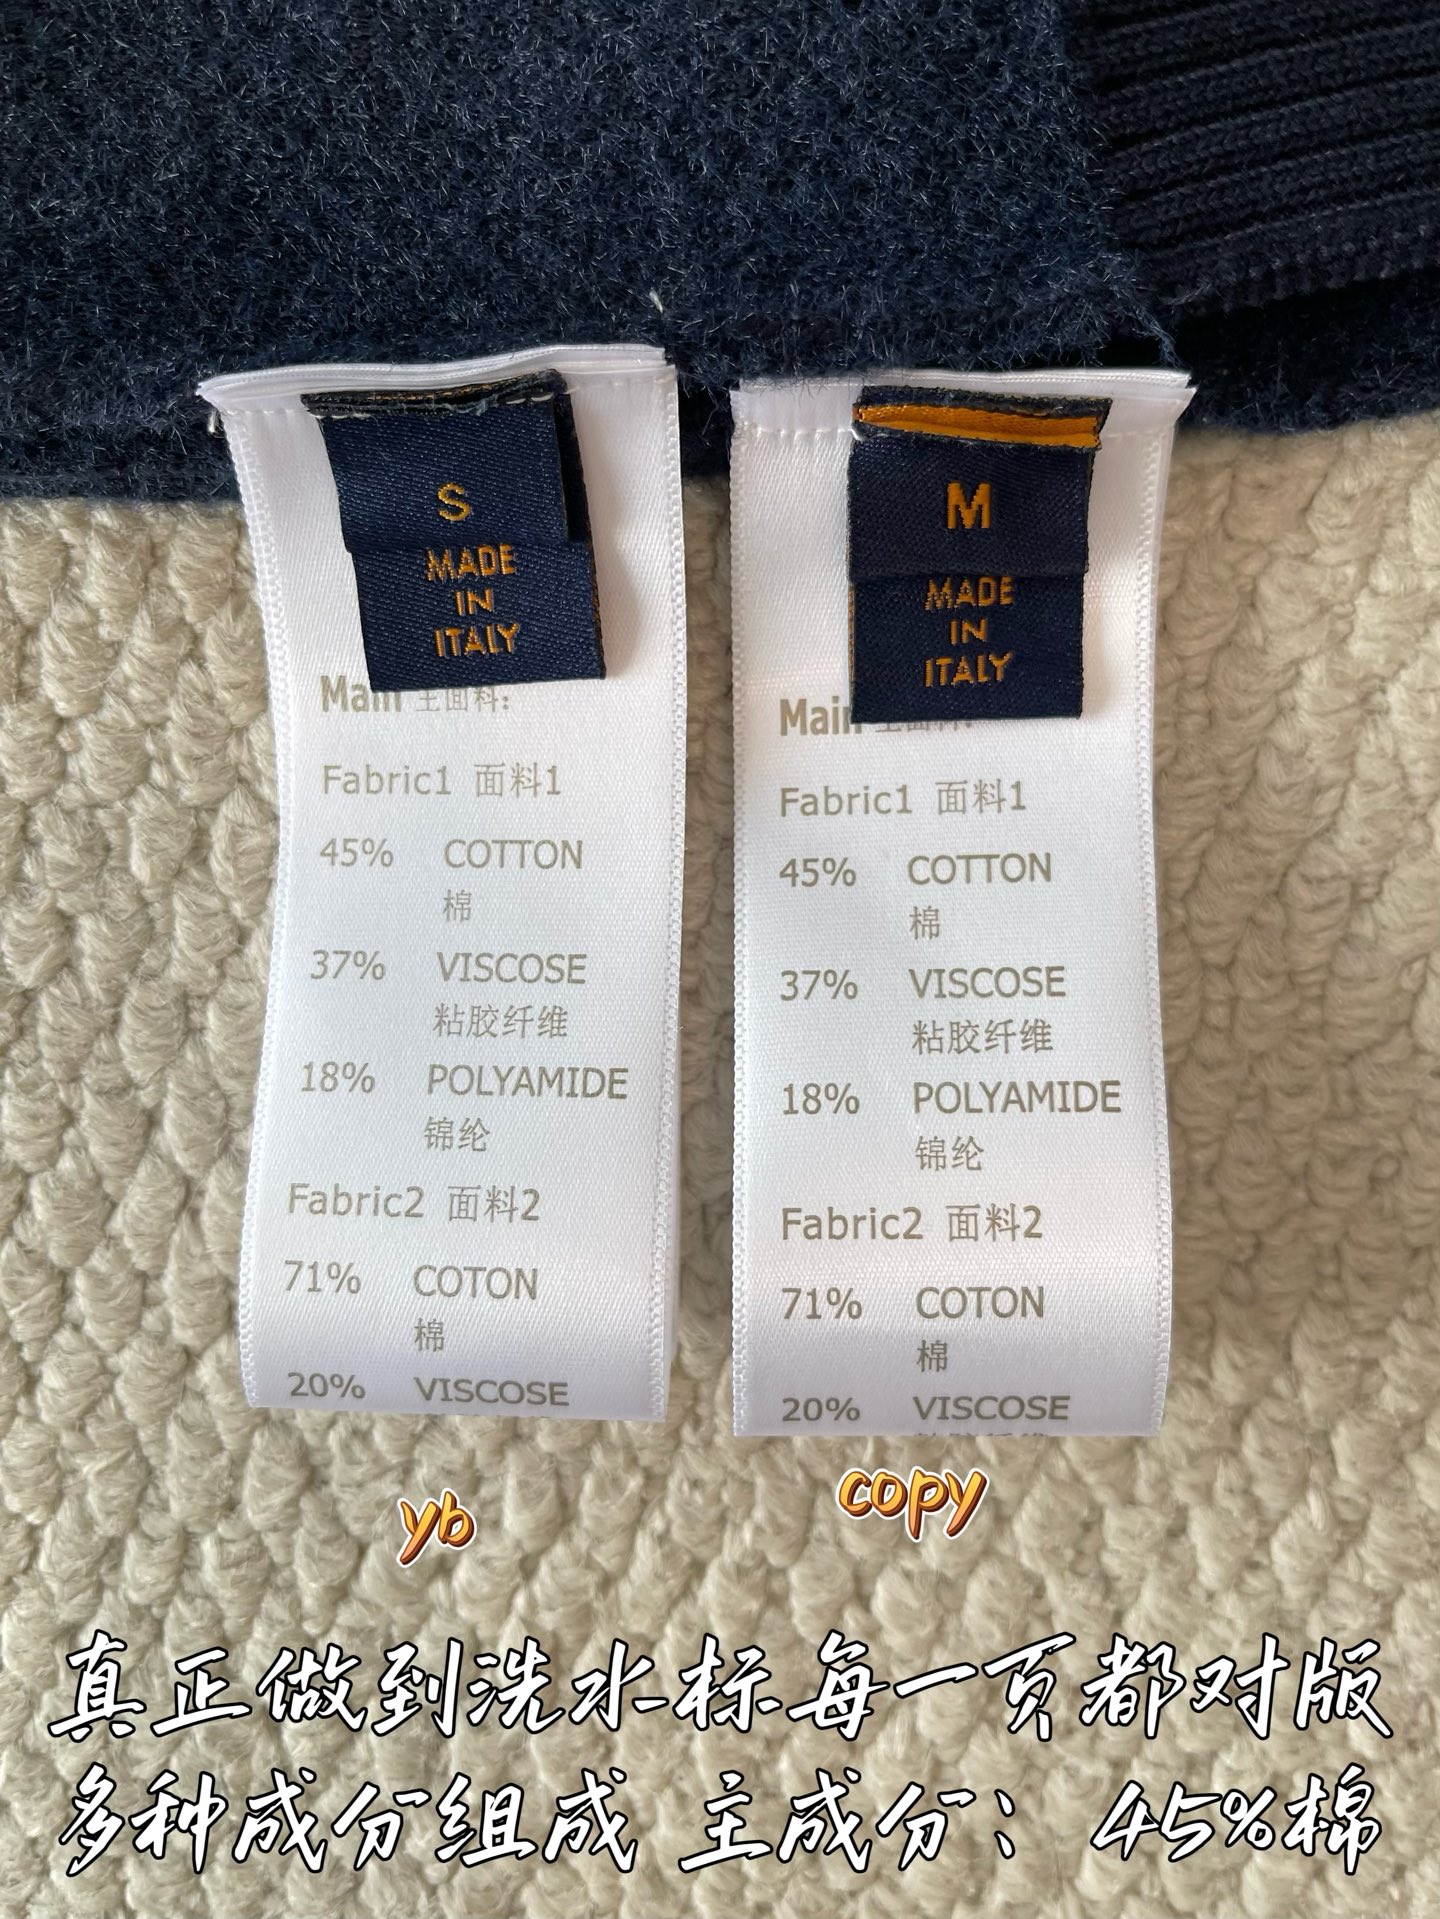 S
MADE
IN
ITALY
Main 主面料:
Fabric1 面料1
45% COTTON
棉
37% VISCOSE
粘胶纤维
18% POLYAMIDE
锦纶
Fabric2 面料2
71% COTON
棉
20% VISCOSE
M
MADE
IN
ITALY
Main 主面料:
Fabric1 面料1
45% COTTON
棉
37% VISCOSE
粘胶纤维
18% POLYAMIDE
锦纶
Fabric2 面料2
71% COTON
棉
20% VISCOSE
yb
copy
真正做到洗水标每一页都对版
多种成分组成 主成分：45%棉